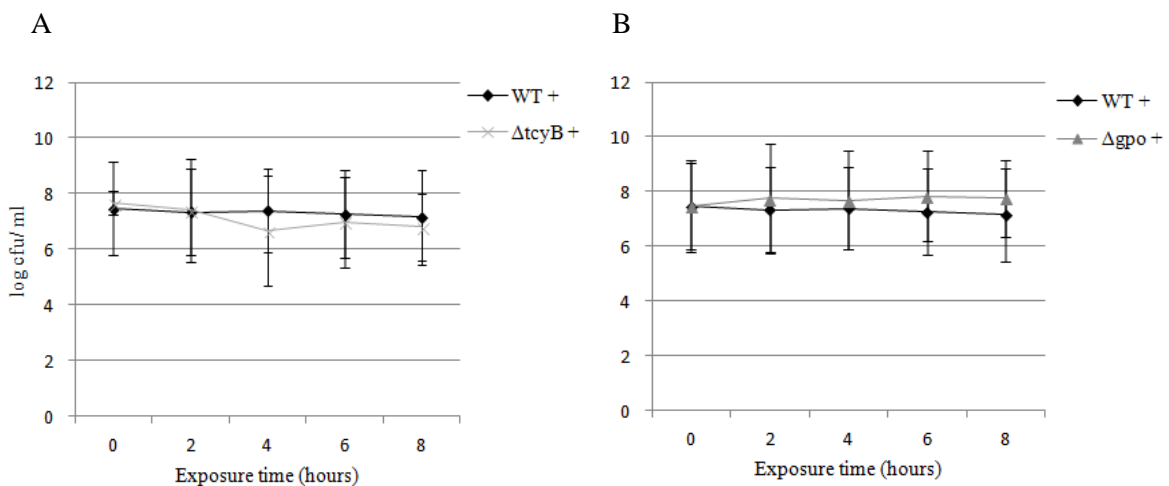 A
12
10
8
6
4
2
0
log cfu/ ml
0 2 4 6 8
Exposure time (hours)
WT +
ΔtcyB +
B
12
10
8
6
4
2
0
0 2 4 6 8
Exposure time (hours)
WT +
Δgpo +